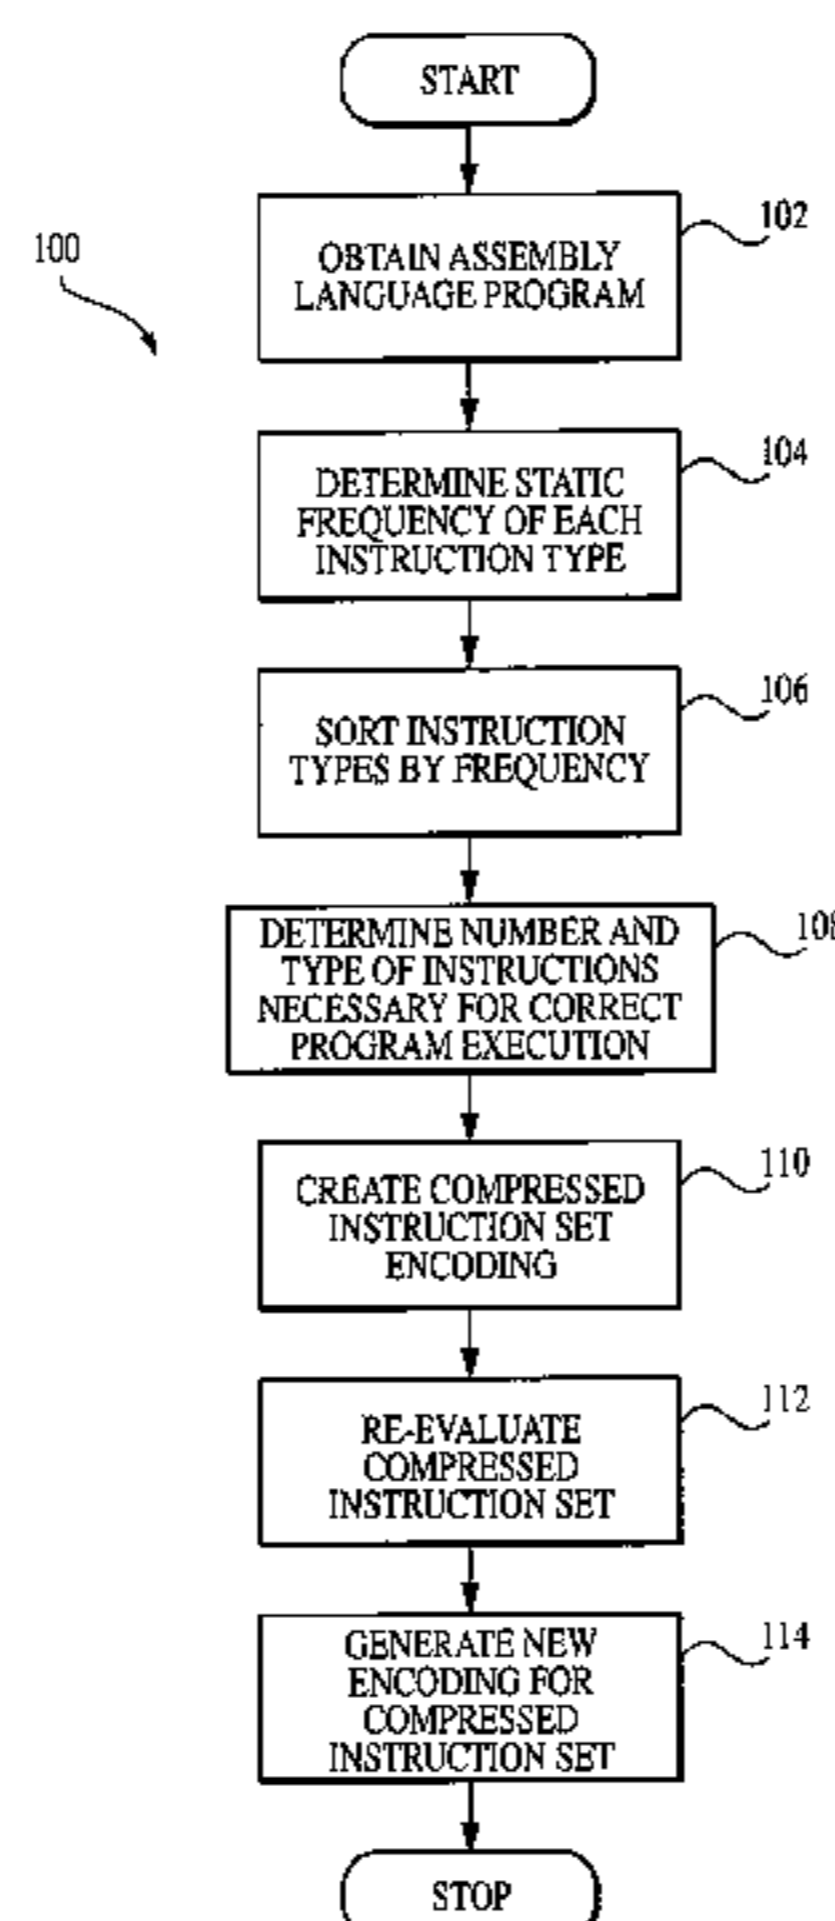 START
102
100
OBTAIN ASSEMBLY
LANGUAGE PROGRAM
104
DETERMINE STATIC
FREQUENCY OF EACH
INSTRUCTION TYPE
106
SORT INSTRUCTION
TYPES BY FREQUENCY
108
DETERMINE NUMBER AND
TYPE OF INSTRUCTIONS
NECESSARY FOR CORRECT
PROGRAM EXECUTION
110
CREATE COMPRESSED
INSTRUCTION SET
ENCODING
112
RE-EVALUATE
COMPRESSED
INSTRUCTION SET
114
GENERATE NEW
ENCODING FOR
COMPRESSED
INSTRUCTION SET
STOP